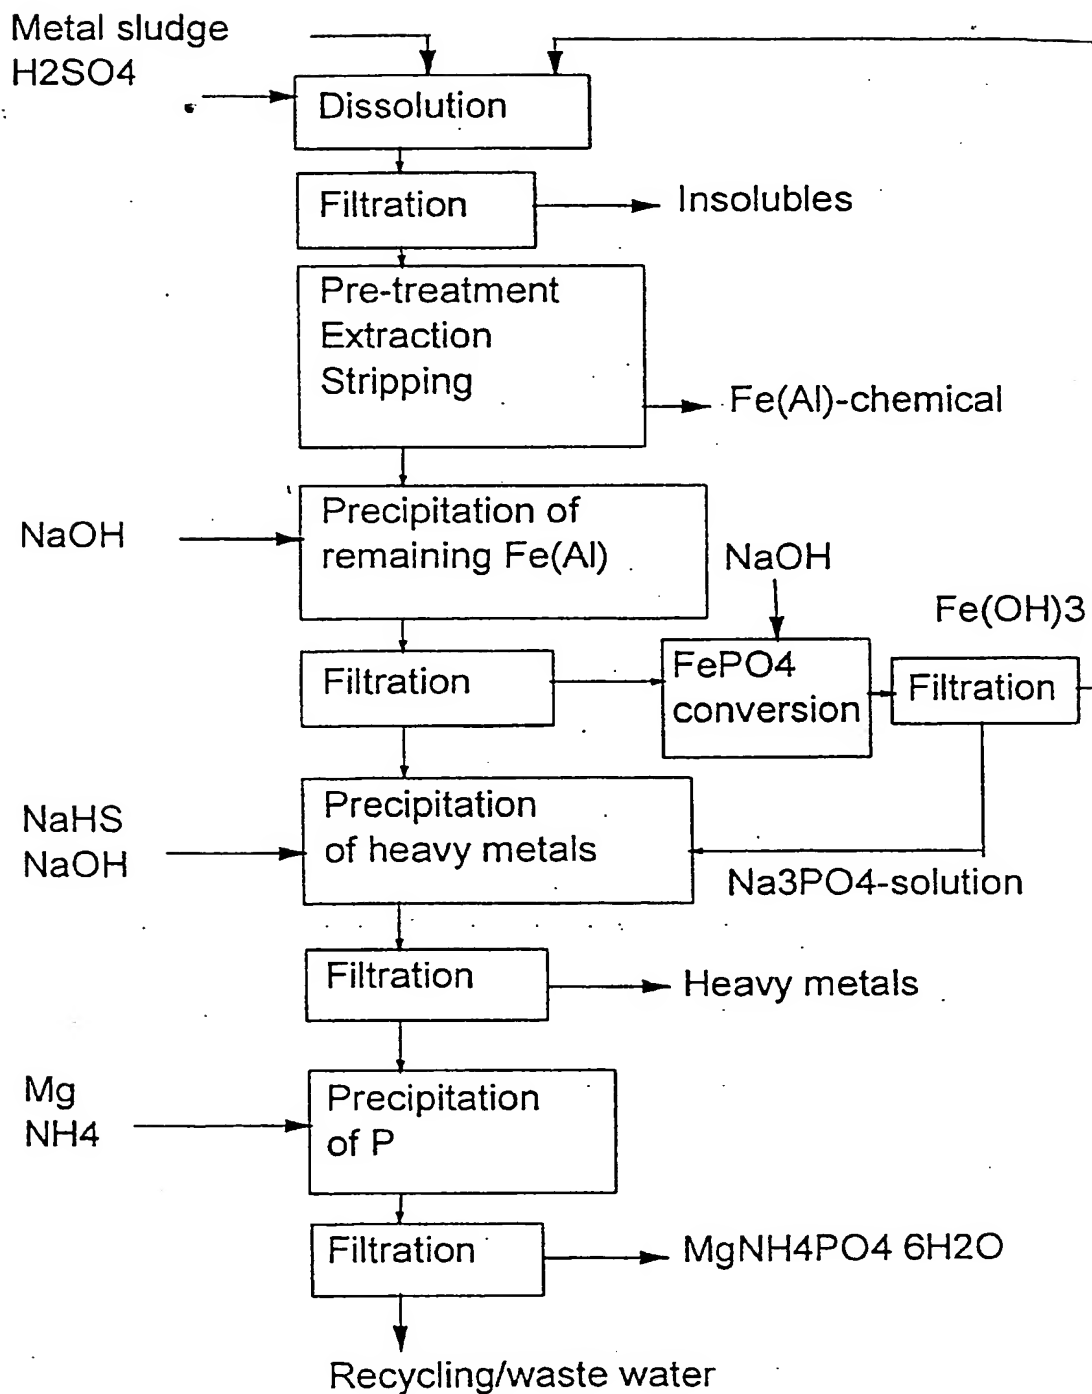 Metal sludge
H2SO4
Dissolution
Filtration
Insolubles
Pre-treatment
Extraction
Stripping
Fe(Al)-chemical
NaOH
Precipitation of
remaining Fe(Al)
NaOH
Fe(OH)3
Filtration
FePO4
conversion
Filtration
NaHS
NaOH
Precipitation
of heavy metals
Na3PO4-solution
Filtration
Heavy metals
Mg
NH4
Precipitation
of P
Filtration
MgNH4PO4 6H2O
Recycling/waste water